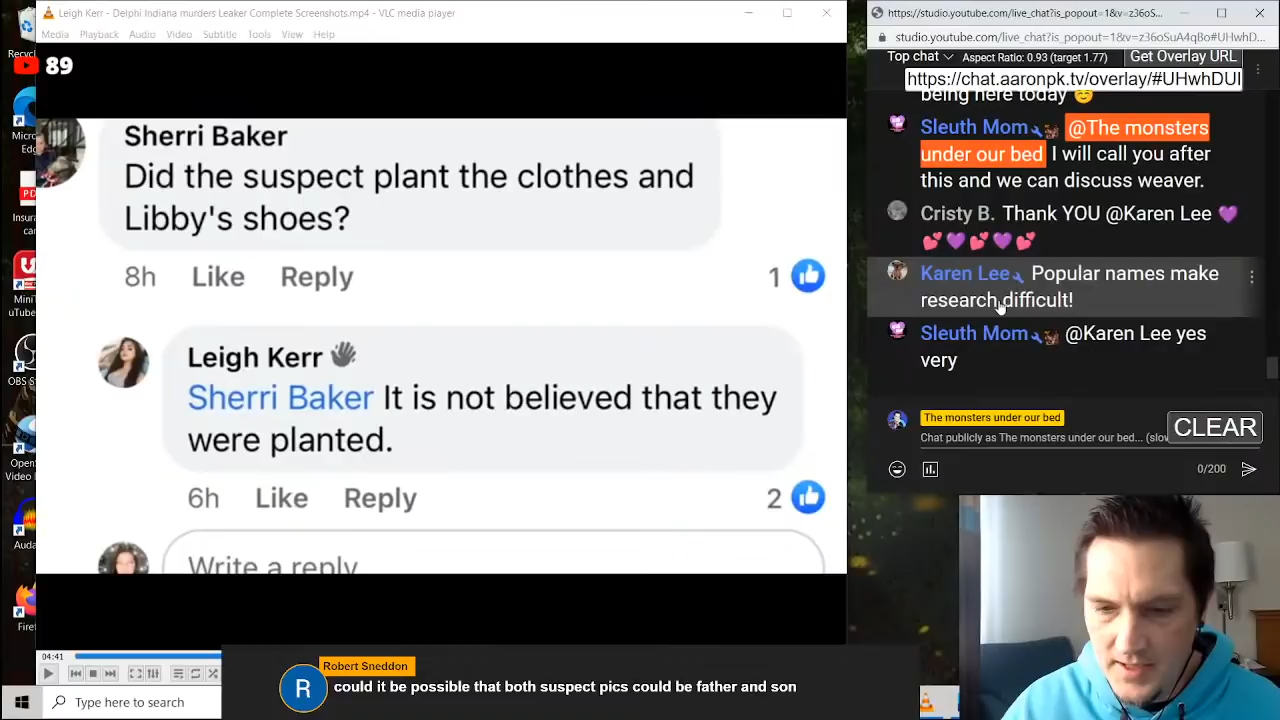 Leigh Kerr - Delphi Indiana murders Leaker Complete Screenshots.mp4 - VLC media player
Media Playback Audio Video Subtitle Tools View Help
89
Sherri Baker
Did the suspect plant the clothes and
Libby's shoes?
8h Like Reply 1
Leigh Kerr
Sherri Baker It is not believed that they
were planted.
6h Like Reply 2
Write a reply
04:41
Type here to search
Robert Sneddon
R
could it be possible that both suspect pics could be father and son
https://studio.youtube.com/live_chat?is_popout=1&v=z36oS...
studio.youtube.com/live_chat?is_popout=1&v=z36oSuA4qBo#UHwhD...
Top chat Aspect Ratio: 0.93 (target 1.77) Get Overlay URL
https://chat.aaronpk.tv/overlay/#UHwhDUI
being here today
Sleuth Mom @The monsters
under our bed I will call you after
this and we can discuss weaver.
Cristy B. Thank YOU @Karen Lee
Karen Lee Popular names make
research difficult!
Sleuth Mom @Karen Lee yes
very
The monsters under our bed
CLEAR
Chat publicly as The monsters under our bed... (slow
0/200